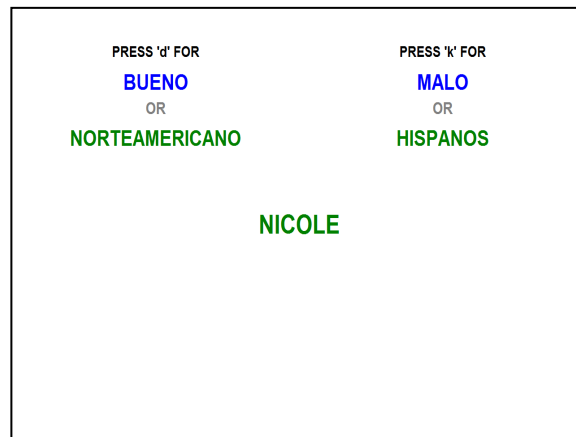 PRESS 'd' FOR
BUENO
OR
NORTEAMERICANO
PRESS 'k' FOR
MALO
OR
HISPANOS
NICOLE